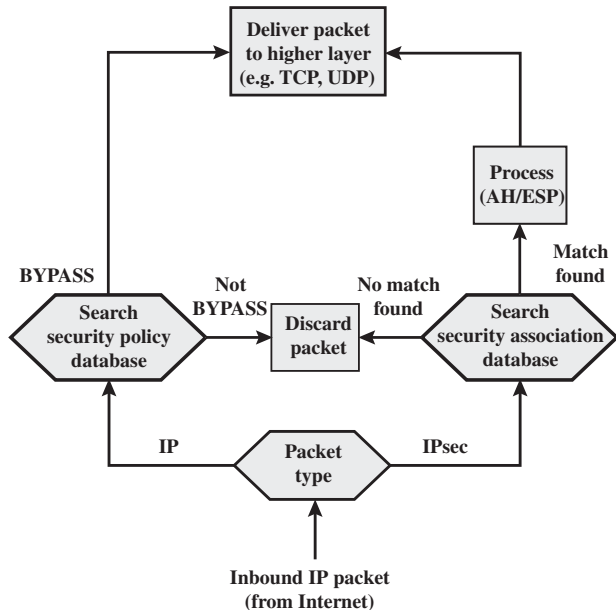 Deliver packet
to higher layer
(e.g. TCP, UDP)
Process
(AH/ESP)
BYPASS
Not
BYPASS
No match
found
Match
found
Search
security policy
database
Discard
packet
Search
security association
database
IP
Packet
type
IPsec
Inbound IP packet
(from Internet)